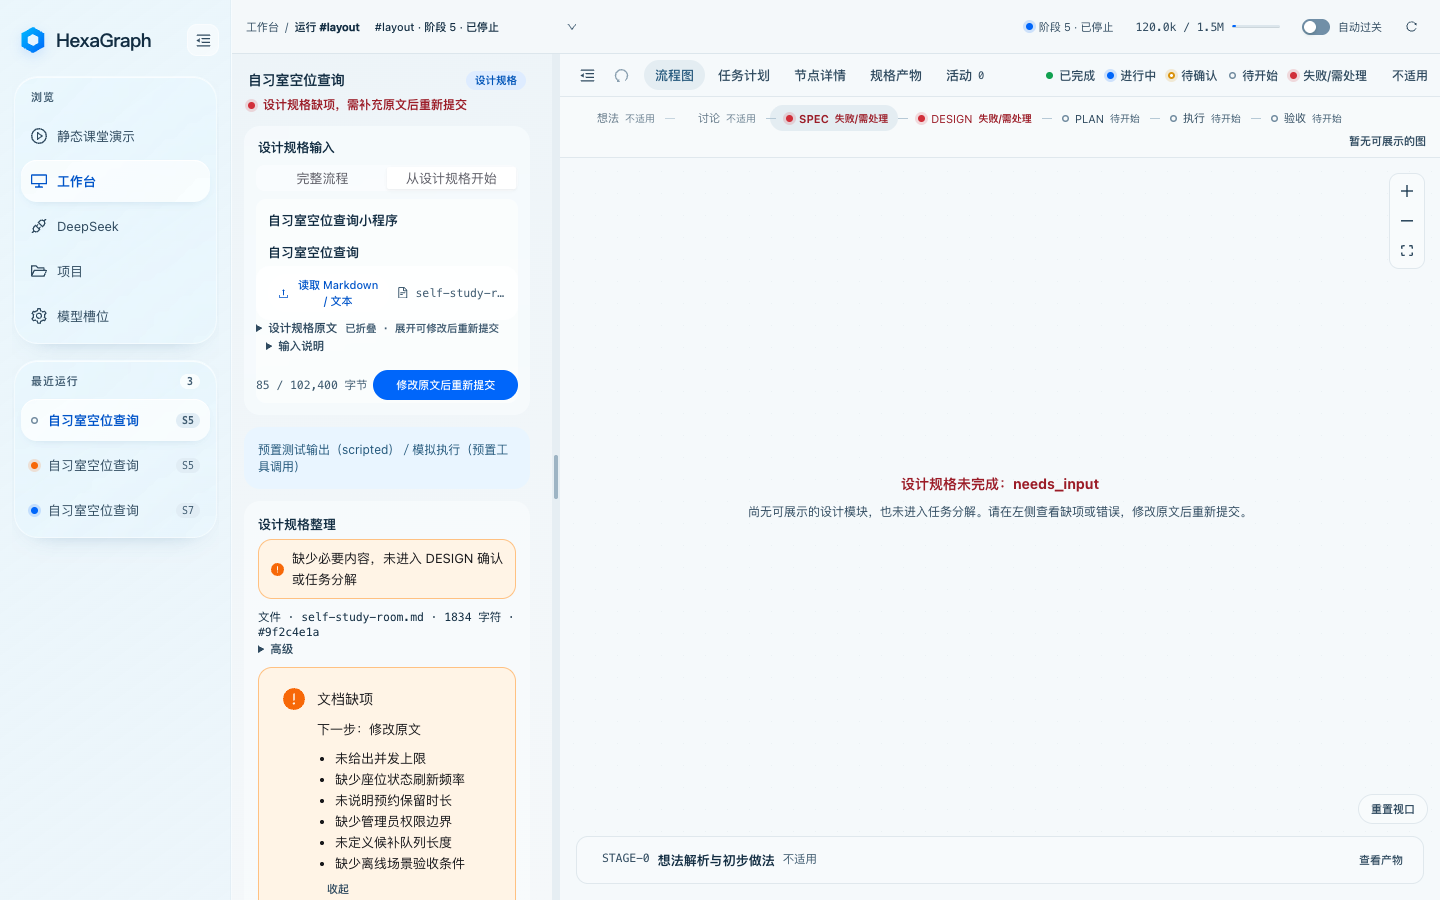 HexaGraph
浏览
静态课堂演示
工作台
DeepSeek
项目
模型槽位
最近运行 3
自习室空位查询 S5
自习室空位查询 S5
自习室空位查询 S7
工作台 / 运行 #layout #layout · 阶段 5 · 已停止
阶段 5 · 已停止 120.0k / 1.5M 自动过关
自习室空位查询 设计规格
设计规格缺项，需补充原文后重新提交
设计规格输入
完整流程 从设计规格开始
自习室空位查询小程序
自习室空位查询
读取 Markdown
/ 文本
self-study-r…
设计规格原文 已折叠 · 展开可修改后重新提交
输入说明
85 / 102,400 字节 修改原文后重新提交
预置测试输出（scripted） / 模拟执行（预置工
具调用）
设计规格整理
缺少必要内容，未进入 DESIGN 确认
或任务分解
文件 · self-study-room.md · 1834 字符 ·
#9f2c4e1a
高级
文档缺项
下一步：修改原文
• 未给出并发上限
• 缺少座位状态刷新频率
• 未说明预约保留时长
• 缺少管理员权限边界
• 未定义候补队列长度
• 缺少离线场景验收条件
收起
流程图 任务计划 节点详情 规格产物 活动 0
已完成 进行中 待确认 待开始 失败/需处理 不适用
想法 不适用 — 讨论 不适用 — SPEC 失败/需处理 — DESIGN 失败/需处理 — PLAN 待开始 — 执行 待开始 — 验收 待开始
暂无可展示的图
设计规格未完成：needs_input
尚无可展示的设计模块，也未进入任务分解。请在左侧查看缺项或错误，修改原文后重新提交。
重置视口
STAGE-0 想法解析与初步做法 不适用 查看产物